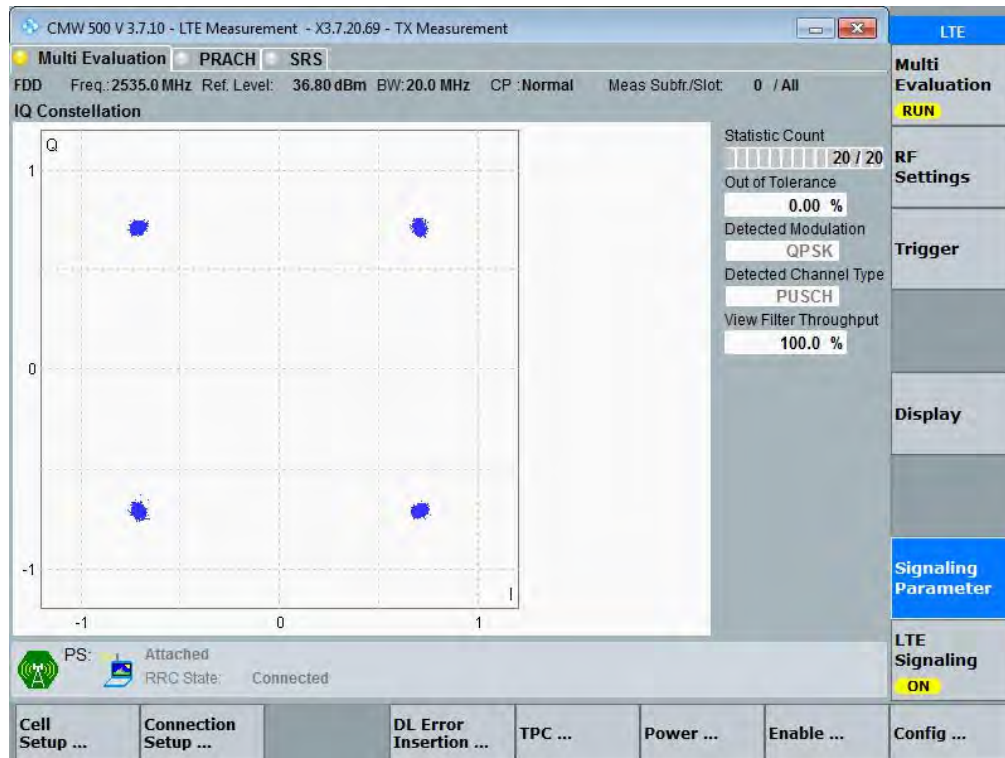 CMW 500 V 3.7.10 - LTE Measurement - X3.7.20.69 - TX Measurement
LTE
Multi Evaluation PRACH SRS
FDD Freq.:2535.0 MHz Ref. Level: 36.80 dBm BW:20.0 MHz CP :Normal Meas Subfr./Slot: 0 / All
IQ Constellation
Q
1
0
-1
-1 0 1
I
Statistic Count
20 / 20
Out of Tolerance
0.00 %
Detected Modulation
QPSK
Detected Channel Type
PUSCH
View Filter Throughput
100.0 %
Multi
Evaluation
RUN
RF
Settings
Trigger
Display
Signaling
Parameter
LTE
Signaling
ON
PS: Attached
RRC State: Connected
Cell
Setup ...
Connection
Setup ...
DL Error
Insertion ...
TPC ...
Power ...
Enable ...
Config ...